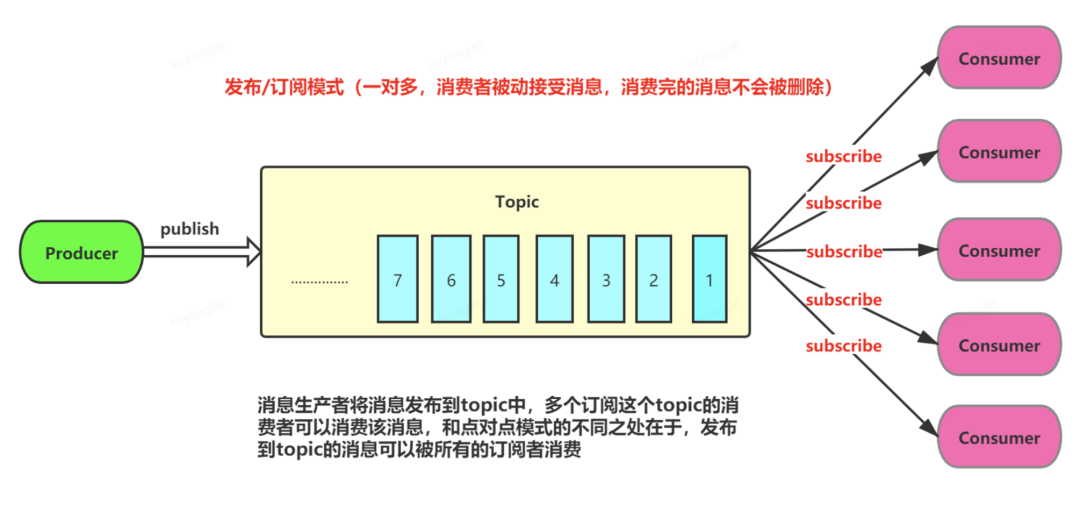 发布/订阅模式（一对多，消费者被动接受消息，消费完的消息不会被删除）
Consumer
Consumer
subscribe
Topic
subscribe
publish
Producer
subscribe
Consumer
...............
7 6 5 4 3 2 1
subscribe
Consumer
subscribe
消息生产者将消息发布到topic中，多个订阅这个topic的消
费者可以消费该消息，和点对点模式的不同之处在于，发布
到topic的消息可以被所有的订阅者消费
Consumer